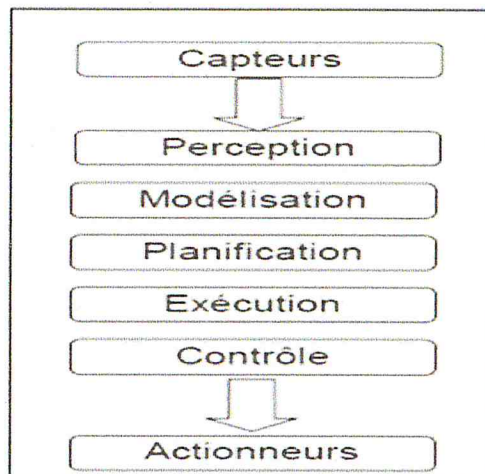 Capteurs
Perception
Modélisation
Planification
Exécution
Contrôle
Actionneurs